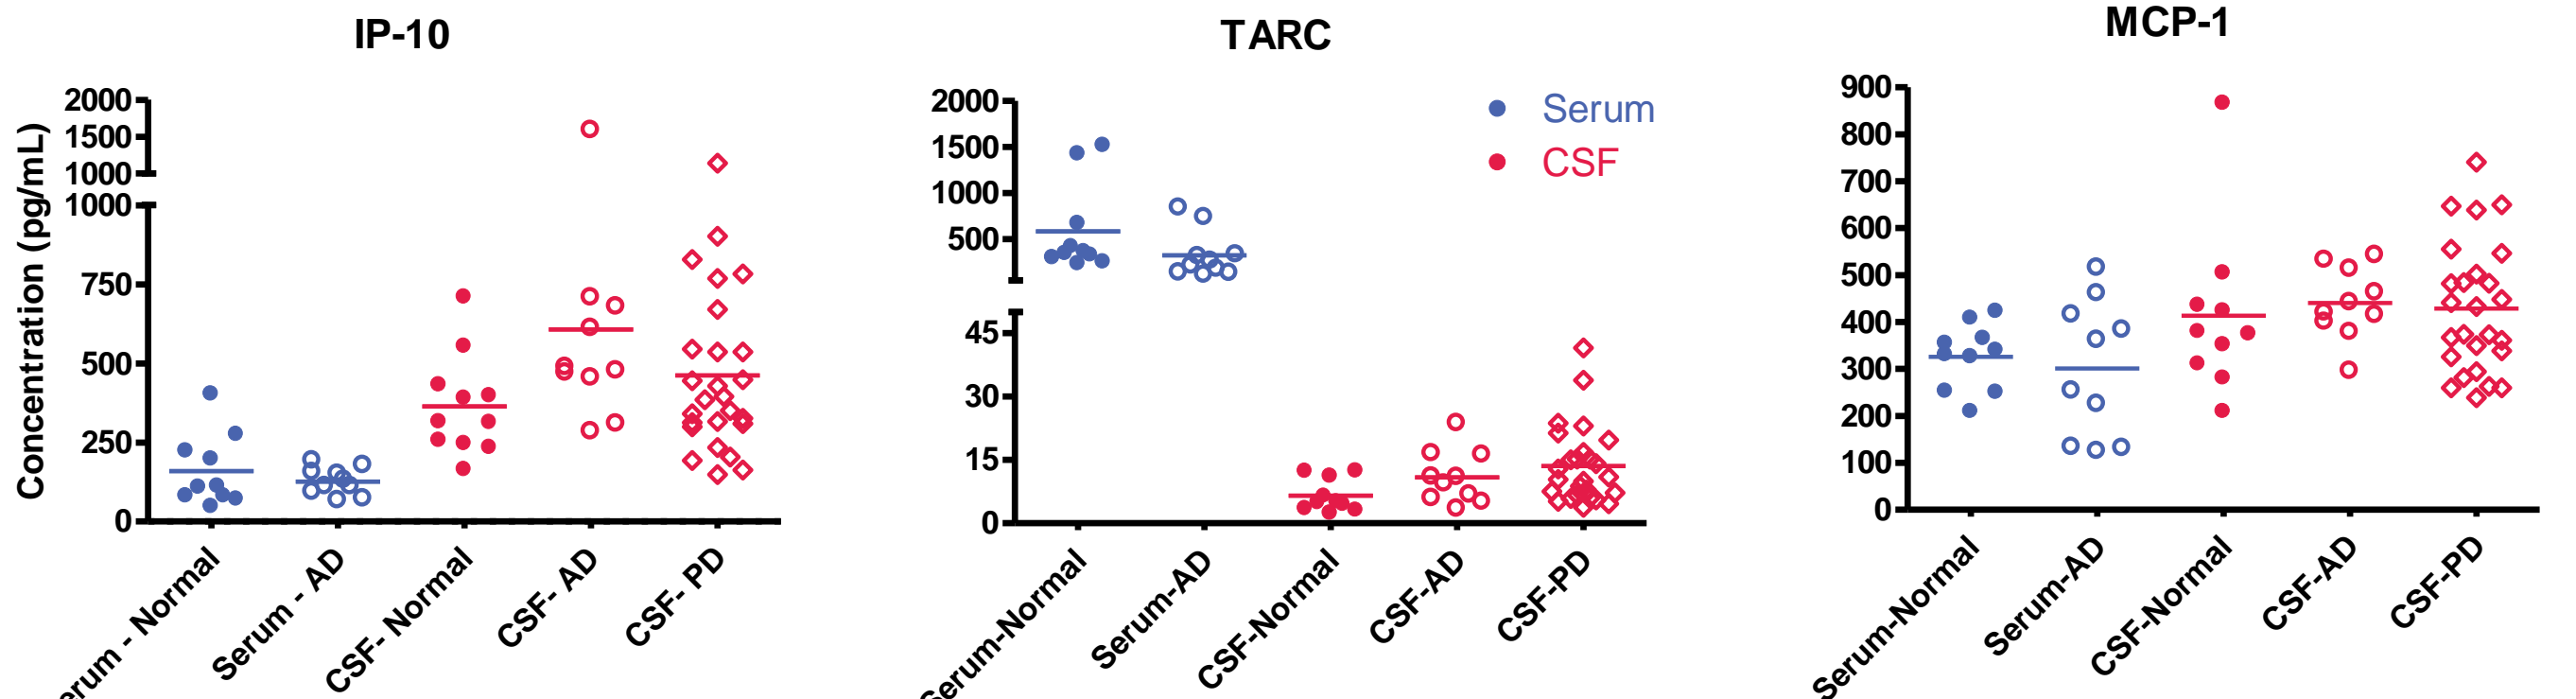 IP-10
Concentration (pg/mL)
2000
1500
1000
1000
750
500
250
0
Serum - AD
CSF- Normal
CSF- AD
CSF- PD
TARC
2000
1500
1000
500
45
30
15
0
Serum
CSF
Serum-Normal
Serum-AD
CSF-Normal
CSF-AD
CSF-PD
MCP-1
900
800
700
600
500
400
300
200
100
0
Serum-Normal
Serum-AD
CSF-Normal
CSF-AD
CSF-PD